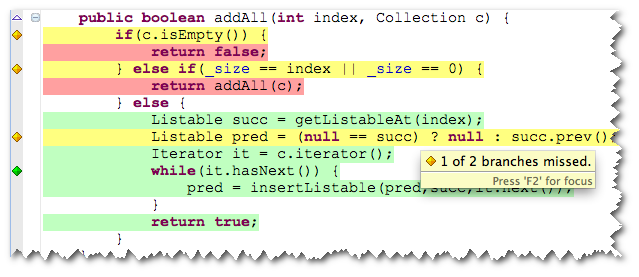 public boolean addAll(int index, Collection c) {
if(c.isEmpty()) {
return false;
} else if(_size == index || _size == 0) {
return addAll(c);
} else {
Listable succ = getListableAt(index);
Listable pred = (null == succ) ? null : succ.prev()
Iterator it = c.iterator();
1 of 2 branches missed.
while(it.hasNext()) {
Press 'F2' for focus
pred = insertListable(pred,succ,it.next());
}
return true;
}